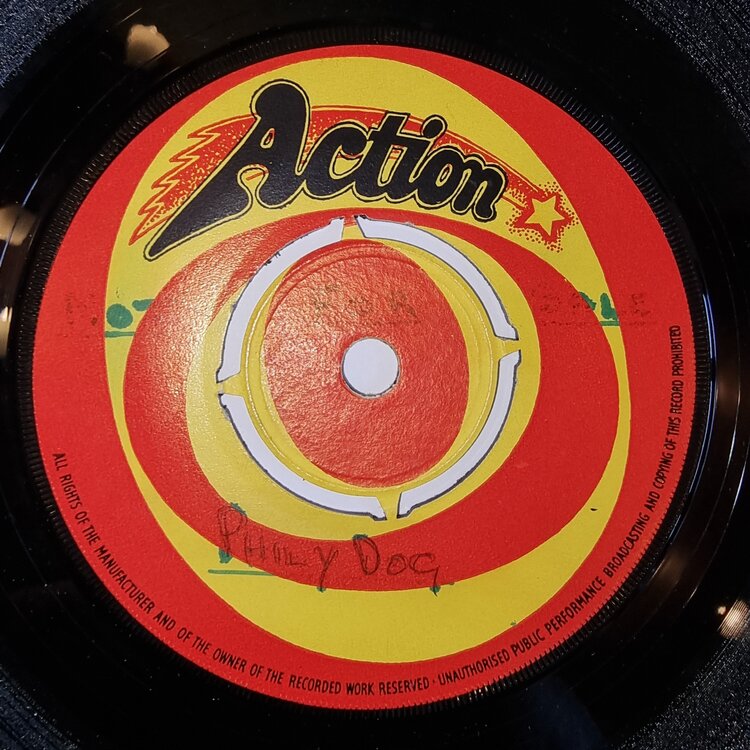 Action
PHILLY DOG
ALL RIGHTS OF THE MANUFACTURER AND OF THE OWNER OF THE RECORDED WORK RESERVED · UNAUTHORISED PUBLIC PERFORMANCE BROADCASTING AND COPYING OF THIS RECORD PROHIBITED